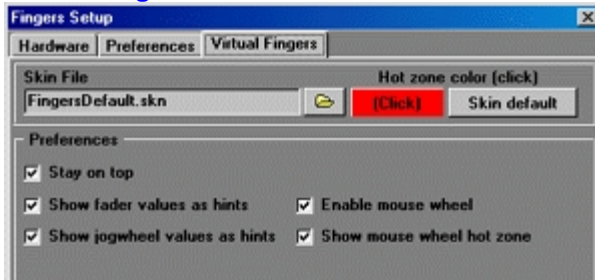 Fingers Setup
Hardware Preferences Virtual Fingers
Skin File Hot zone color (click)
FingersDefault.skn (Click) Skin default
Preferences
Stay on top
Show fader values as hints Enable mouse wheel
Show jogwheel values as hints Show mouse wheel hot zone